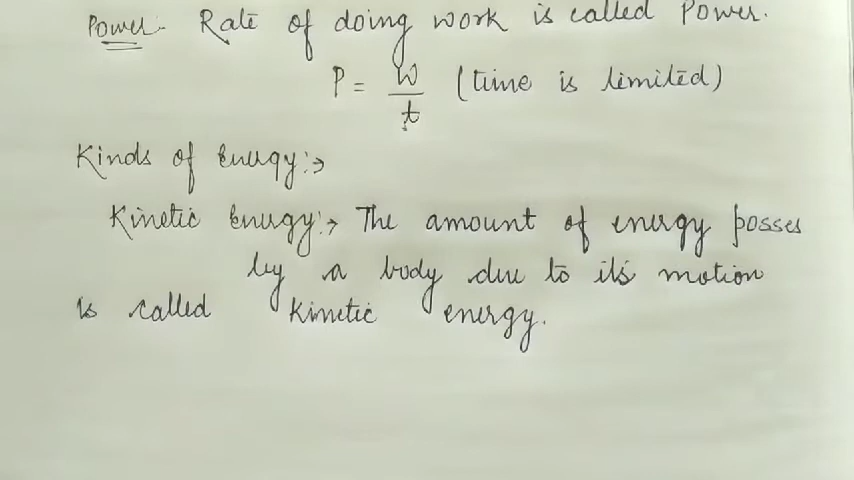 Power- Rate of doing work is called Power.
P = W/t (time is limited)
Kinds of Energy:→
Kinetic Energy:→ The amount of energy posses
by a body due to it's motion
is called kinetic energy.